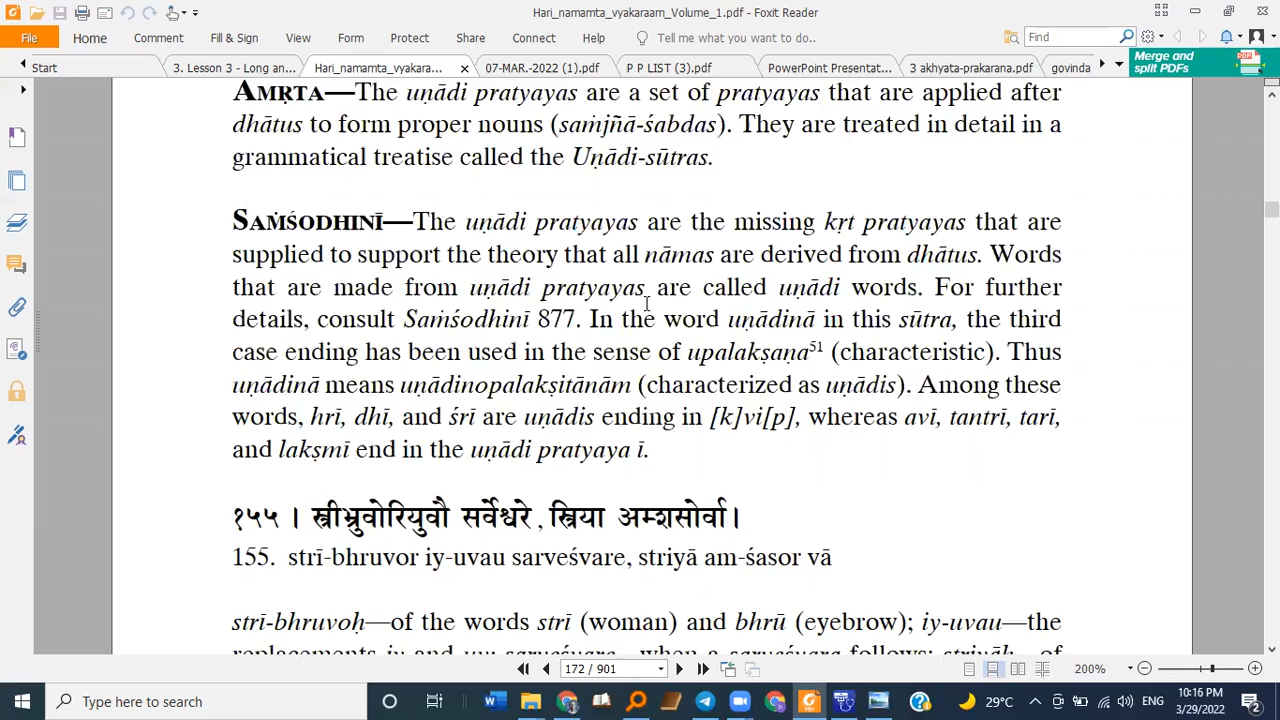 Hari_namamta_vyakaraam_Volume_1.pdf - Foxit Reader
File Home Comment Fill & Sign View Form Protect Share Connect Help Tell me what you want to do... Find
Start 3. Lesson 3 - Long an... Hari_namamta_vyakara... 07-MAR.-2022 (1).pdf P P LIST (3).pdf PowerPoint Presentat... 3 akhyata-prakarana.pdf govinda
Merge and
split PDFs
AMṚTA—The uṇādi pratyayas are a set of pratyayas that are applied after
dhātus to form proper nouns (saṁjñā-śabdas). They are treated in detail in a
grammatical treatise called the Uṇādi-sūtras.
SAṀŚODHINĪ—The uṇādi pratyayas are the missing kṛt pratyayas that are
supplied to support the theory that all nāmas are derived from dhātus. Words
that are made from uṇādi pratyayas are called uṇādi words. For further
details, consult Saṁśodhinī 877. In the word uṇādinā in this sūtra, the third
case ending has been used in the sense of upalakṣaṇa51 (characteristic). Thus
uṇādinā means uṇādinopalakṣitānām (characterized as uṇādis). Among these
words, hrī, dhī, and śrī are uṇādis ending in [k]vi[p], whereas avī, tantrī, tarī,
and lakṣmī end in the uṇādi pratyaya ī.
१५५ । स्त्रीभ्रुवोरियुवौ सर्वेश्वरे, स्त्रिया अम्शसोर्वा।
155. strī-bhruvor iy-uvau sarveśvare, striyā am-śasor vā
strī-bhruvoḥ—of the words strī (woman) and bhrū (eyebrow); iy-uvau—the
replacements iy and uv; sarveśvare—when a sarveśvara follows; striyāḥ—of
172 / 901 200%
Type here to search 29°C ENG 10:16 PM
3/29/2022 2